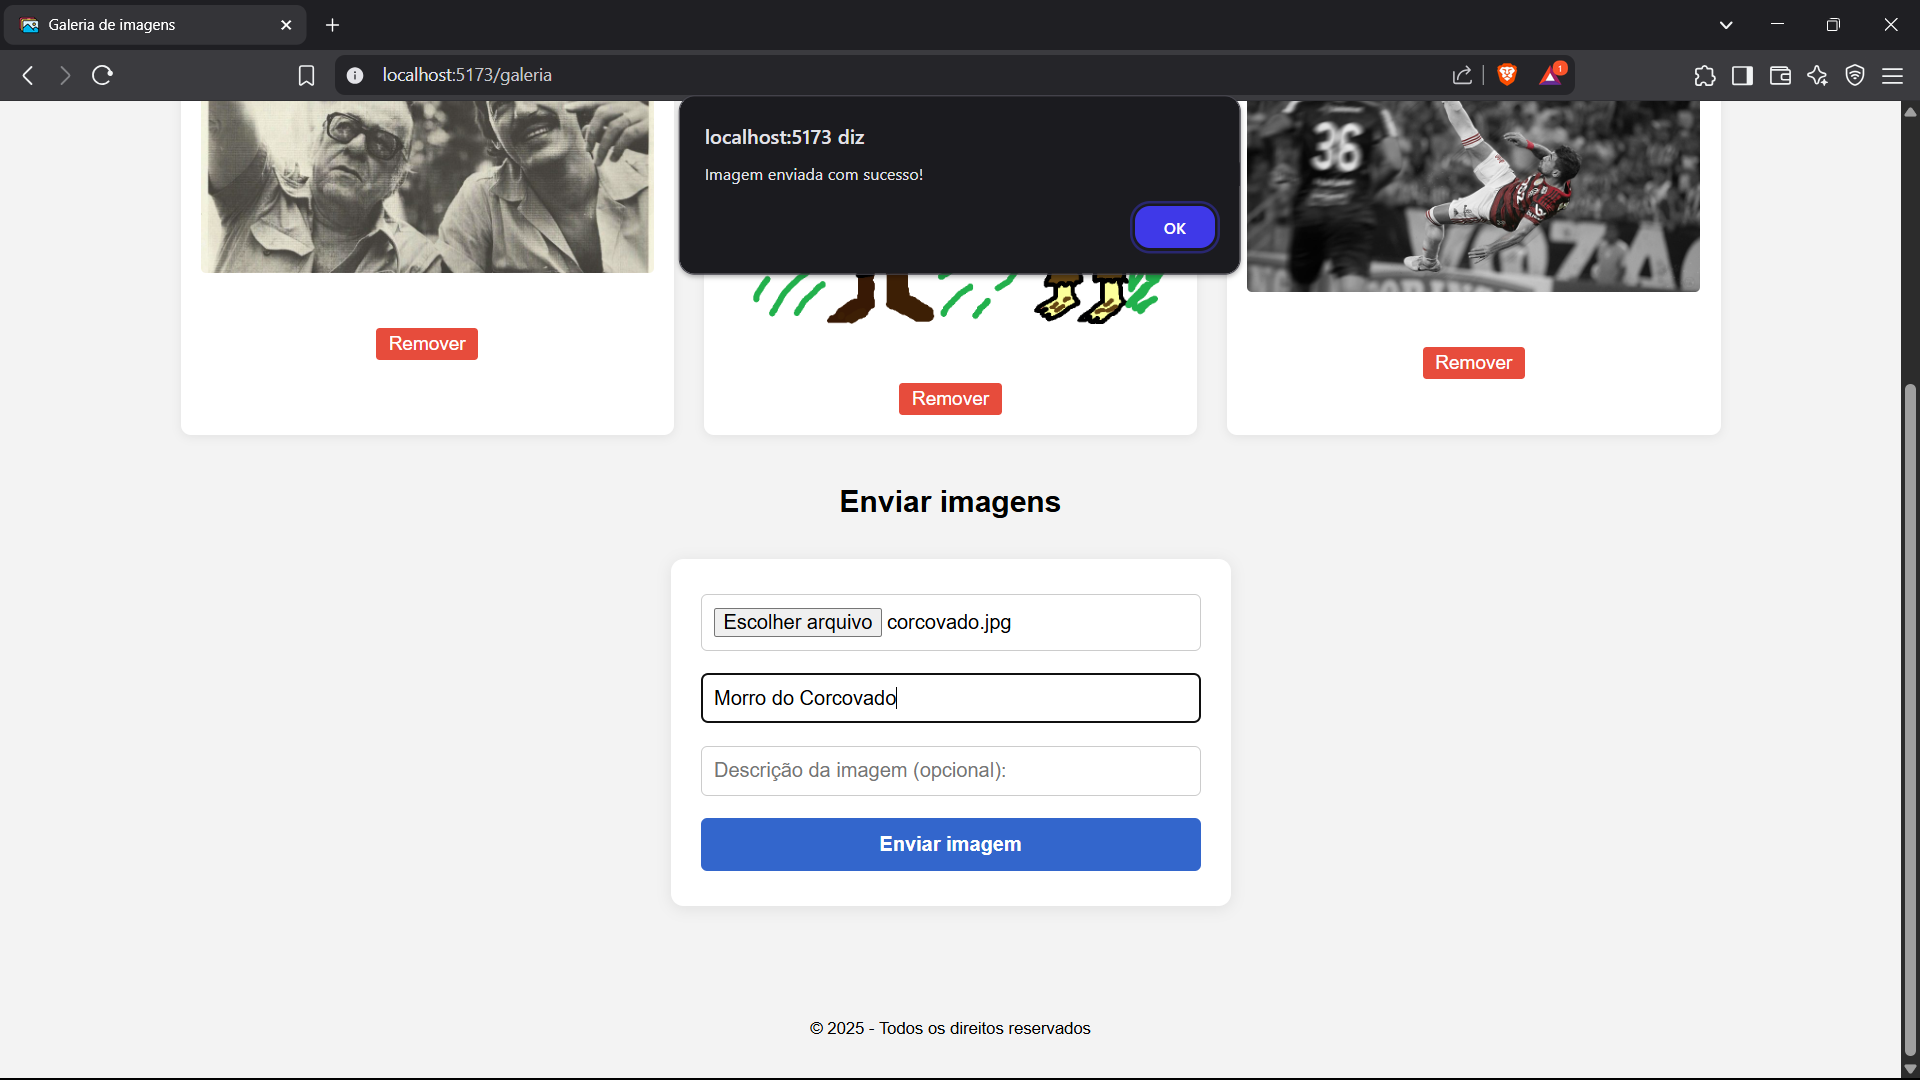 Galeria de imagens
localhost:5173/galeria
1
localhost:5173 diz
Imagem enviada com sucesso!
OK
36
Remover
Remover
Remover
Enviar imagens
Escolher arquivo corcovado.jpg
Morro do Corcovado
Descrição da imagem (opcional):
Enviar imagem
© 2025 - Todos os direitos reservados